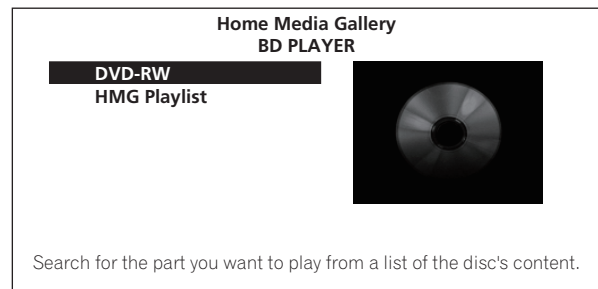 Home Media Gallery
BD PLAYER
DVD-RW
HMG Playlist
Search for the part you want to play from a list of the disc's content.